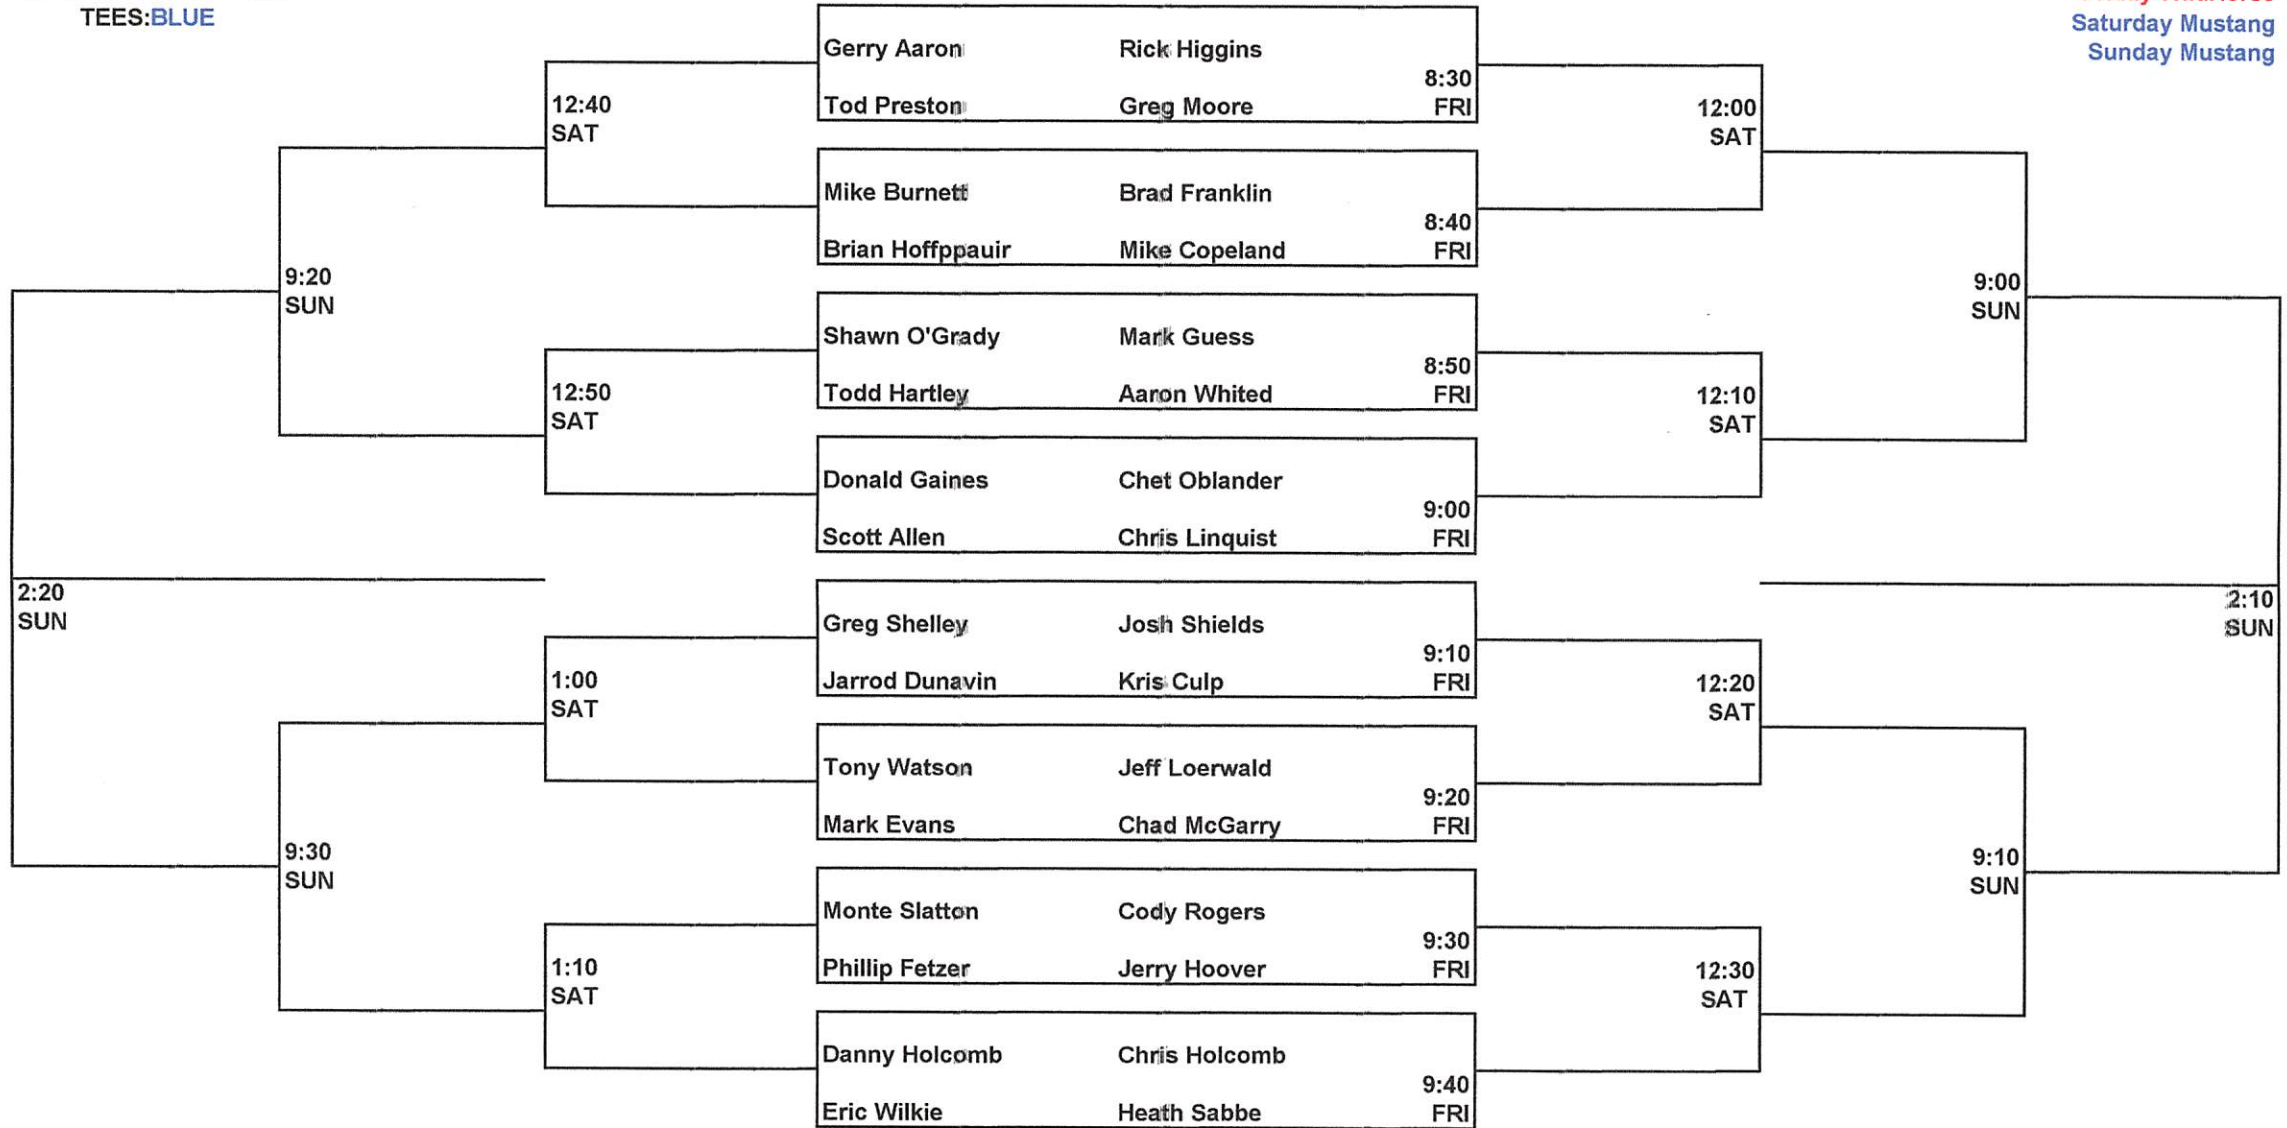 TEES:BLUE
Saturday Mustang
Sunday Mustang
Gerry Aaron Rick Higgins
8:30
Tod Preston Greg Moore FRI
12:40
SAT
12:00
SAT
Mike Burnett Brad Franklin
8:40
Brian Hoffppauir Mike Copeland FRI
9:20
SUN
9:00
SUN
Shawn O'Grady Mark Guess
8:50
Todd Hartley Aaron Whited FRI
12:50
SAT
12:10
SAT
Donald Gaines Chet Oblander
9:00
Scott Allen Chris Linquist FRI
2:20
SUN
2:10
SUN
Greg Shelley Josh Shields
9:10
Jarrod Dunavin Kris Culp FRI
1:00
SAT
12:20
SAT
Tony Watson Jeff Loerwald
9:20
Mark Evans Chad McGarry FRI
9:30
SUN
9:10
SUN
Monte Slatton Cody Rogers
9:30
Phillip Fetzer Jerry Hoover FRI
1:10
SAT
12:30
SAT
Danny Holcomb Chris Holcomb
9:40
Eric Wilkie Heath Sabbe FRI